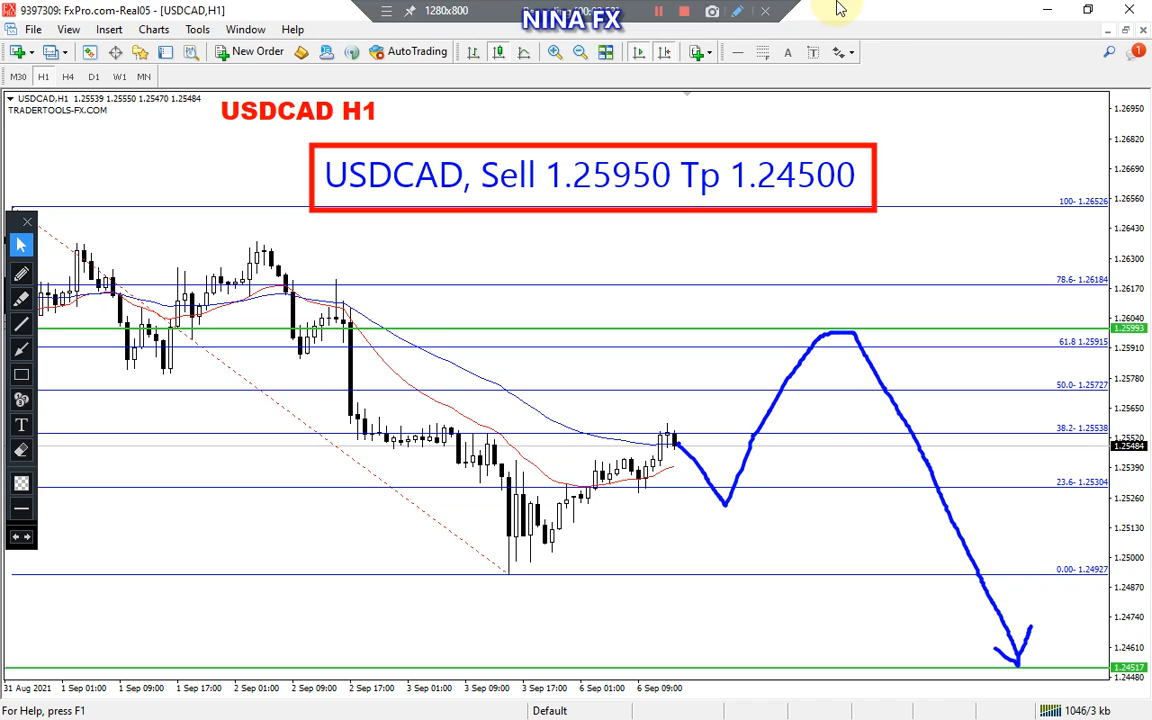 9397309: FxPro.com-Real05 - [USDCAD,H1]
1280x800
NINA FX
File View Insert Charts Tools Window Help
New Order
AutoTrading
1
M30 H1 H4 D1 W1 MN
USDCAD,H1 1.25539 1.25550 1.25470 1.25484
TRADERTOOLS-FX.COM
USDCAD H1
USDCAD, Sell 1.25950 Tp 1.24500
100- 1.26526
78.6- 1.26184
61.8 1.25915
50.0- 1.25727
38.2- 1.25538
23.6- 1.25304
0.00- 1.24927
1.26950
1.26820
1.26690
1.26560
1.26430
1.26300
1.26170
1.26040
1.25993
1.25910
1.25780
1.25650
1.25520
1.25484
1.25390
1.25260
1.25130
1.25000
1.24870
1.24740
1.24610
1.24517
1.24480
31 Aug 2021 1 Sep 01:00 1 Sep 09:00 1 Sep 17:00 2 Sep 01:00 2 Sep 09:00 2 Sep 17:00 3 Sep 01:00 3 Sep 09:00 3 Sep 17:00 6 Sep 01:00 6 Sep 09:00
For Help, press F1
Default
1046/3 kb